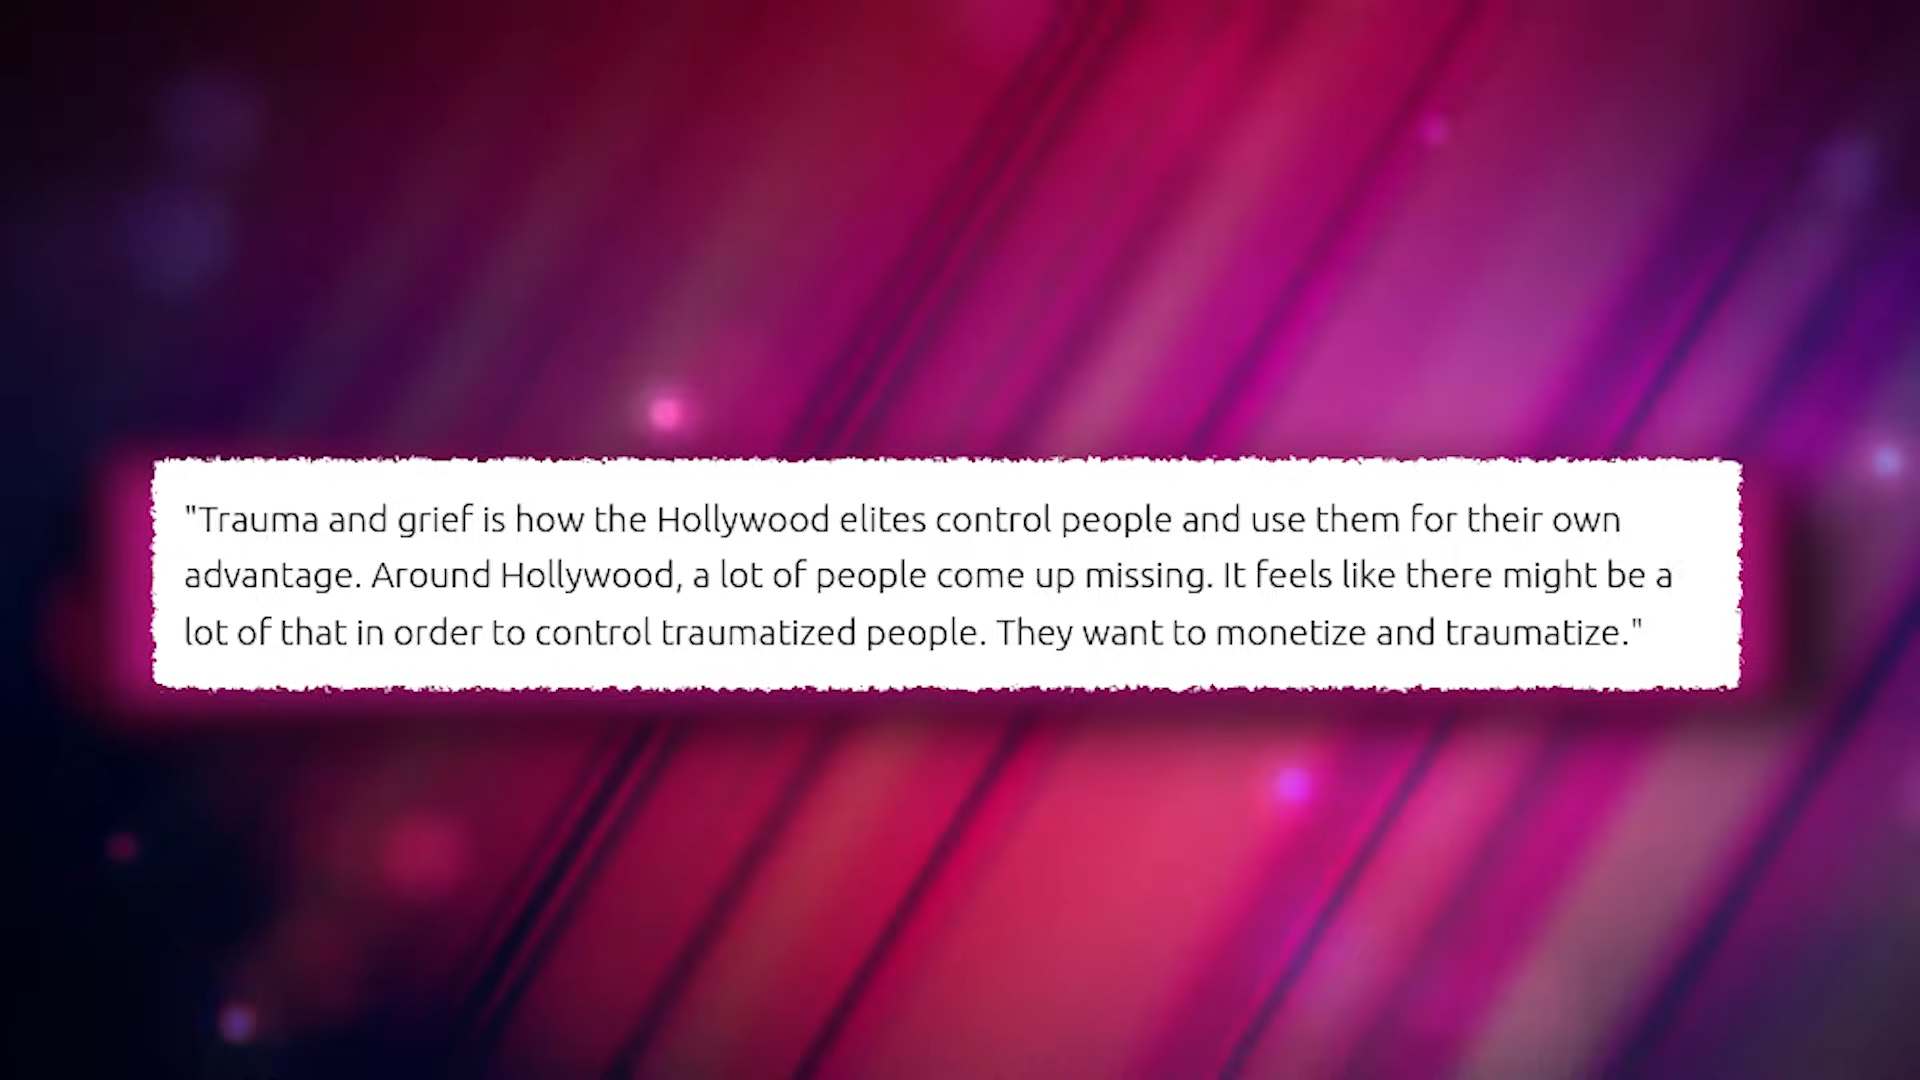 "Trauma and grief is how the Hollywood elites control people and use them for their own
advantage. Around Hollywood, a lot of people come up missing. It feels like there might be a
lot of that in order to control traumatized people. They want to monetize and traumatize."